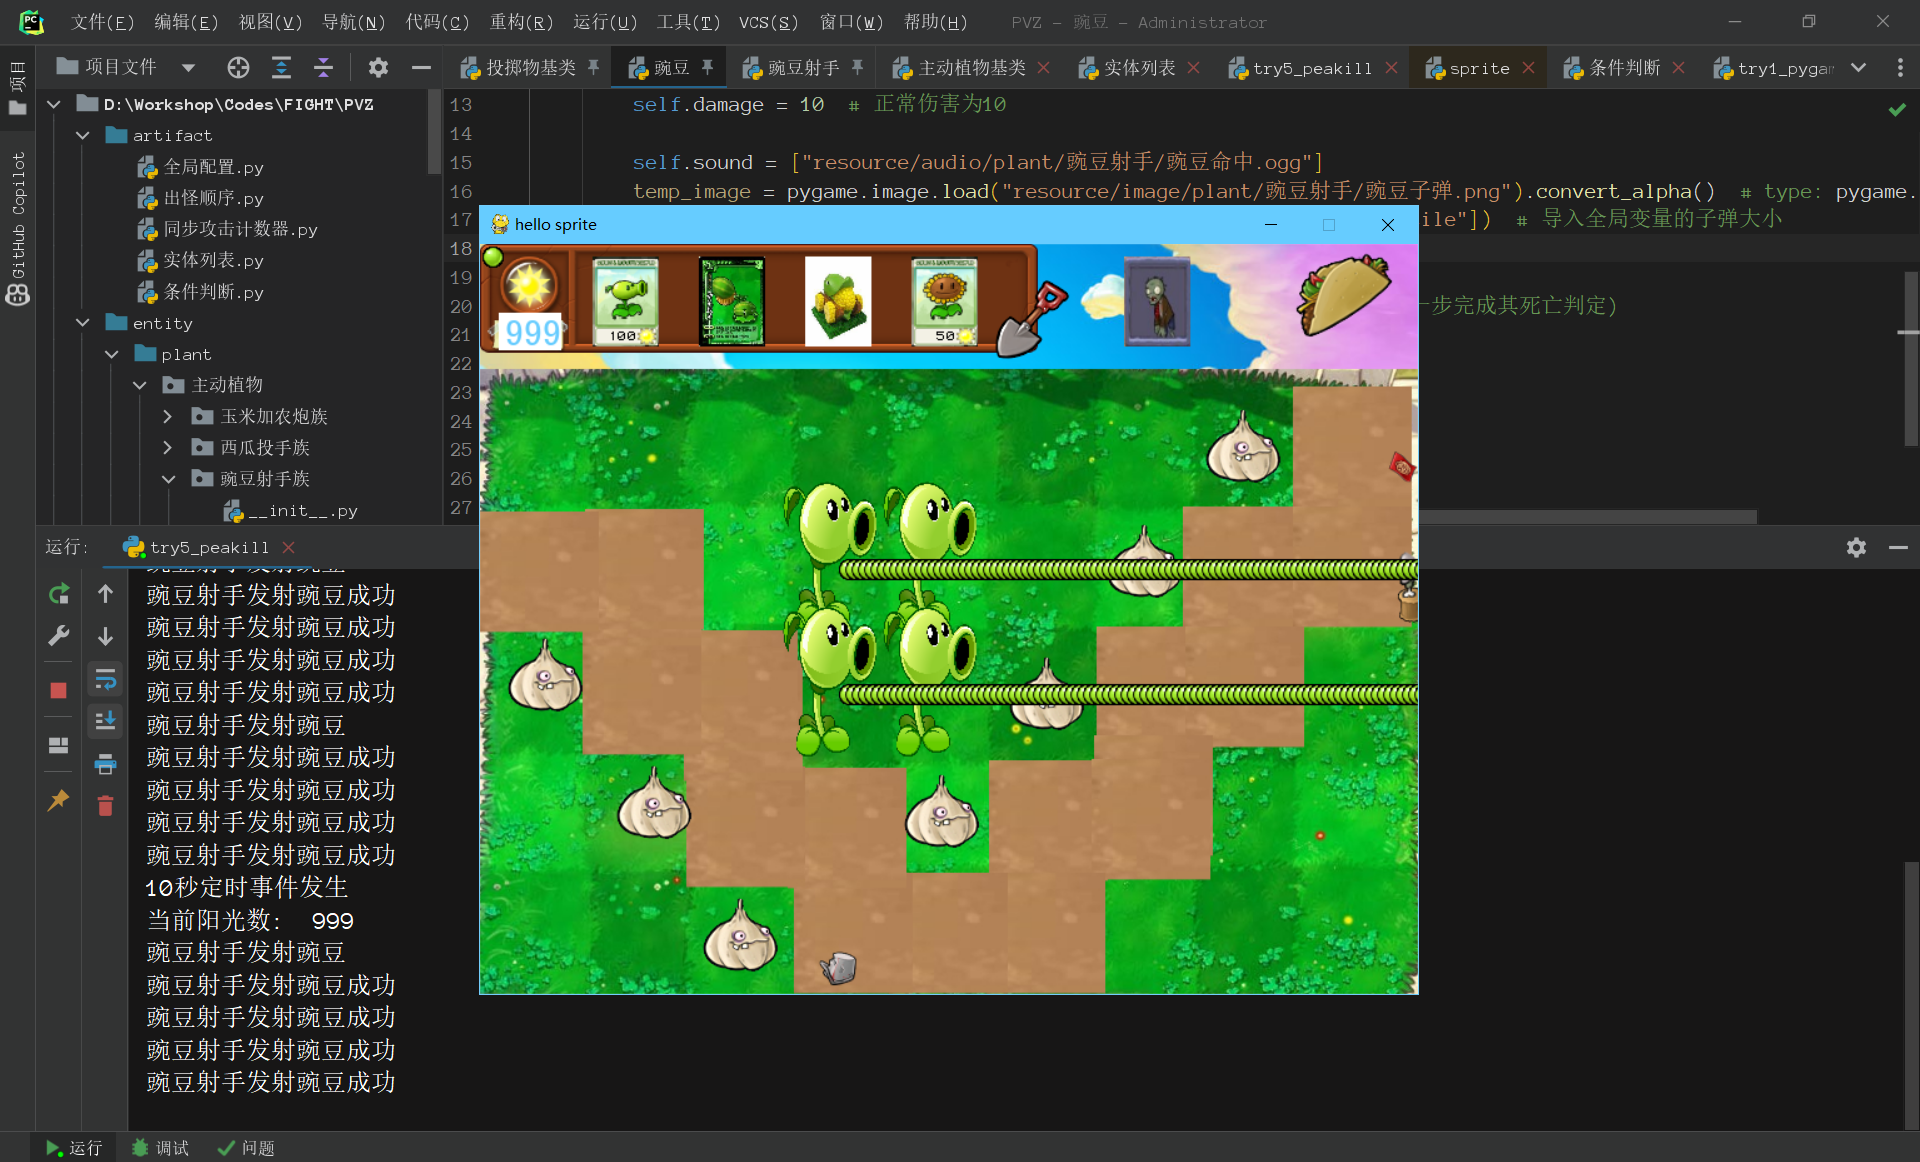 文件(F) 编辑(E) 视图(V) 导航(N) 代码(C) 重构(R) 运行(U) 工具(T) VCS(S) 窗口(W) 帮助(H) PVZ - 豌豆 - Administrator
项目
GitHub Copilot
项目文件
投掷物基类 豌豆 豌豆射手 主动植物基类 实体列表 try5_peakill sprite 条件判断 try1_pygam
D:\Workshop\Codes\FIGHT\PVZ
artifact
全局配置.py
出怪顺序.py
同步攻击计数器.py
实体列表.py
条件判断.py
entity
plant
主动植物
玉米加农炮族
西瓜投手族
豌豆射手族
__init__.py
13 self.damage = 10 # 正常伤害为10
14
15 self.sound = ["resource/audio/plant/豌豆射手/豌豆命中.ogg"]
16 temp_image = pygame.image.load("resource/image/plant/豌豆射手/豌豆子弹.png").convert_alpha() # type: pygame.
17 ile"]) # 导入全局变量的子弹大小
18
19
20 步完成其死亡判定)
21
22
23
24
25
26
27
hello sprite
999
100
50
运行: try5_peakill
豌豆射手发射豌豆
豌豆射手发射豌豆成功
豌豆射手发射豌豆成功
豌豆射手发射豌豆成功
豌豆射手发射豌豆成功
豌豆射手发射豌豆
豌豆射手发射豌豆成功
豌豆射手发射豌豆成功
豌豆射手发射豌豆成功
豌豆射手发射豌豆成功
10秒定时事件发生
当前阳光数: 999
豌豆射手发射豌豆
豌豆射手发射豌豆成功
豌豆射手发射豌豆成功
豌豆射手发射豌豆成功
豌豆射手发射豌豆成功
运行 调试 问题